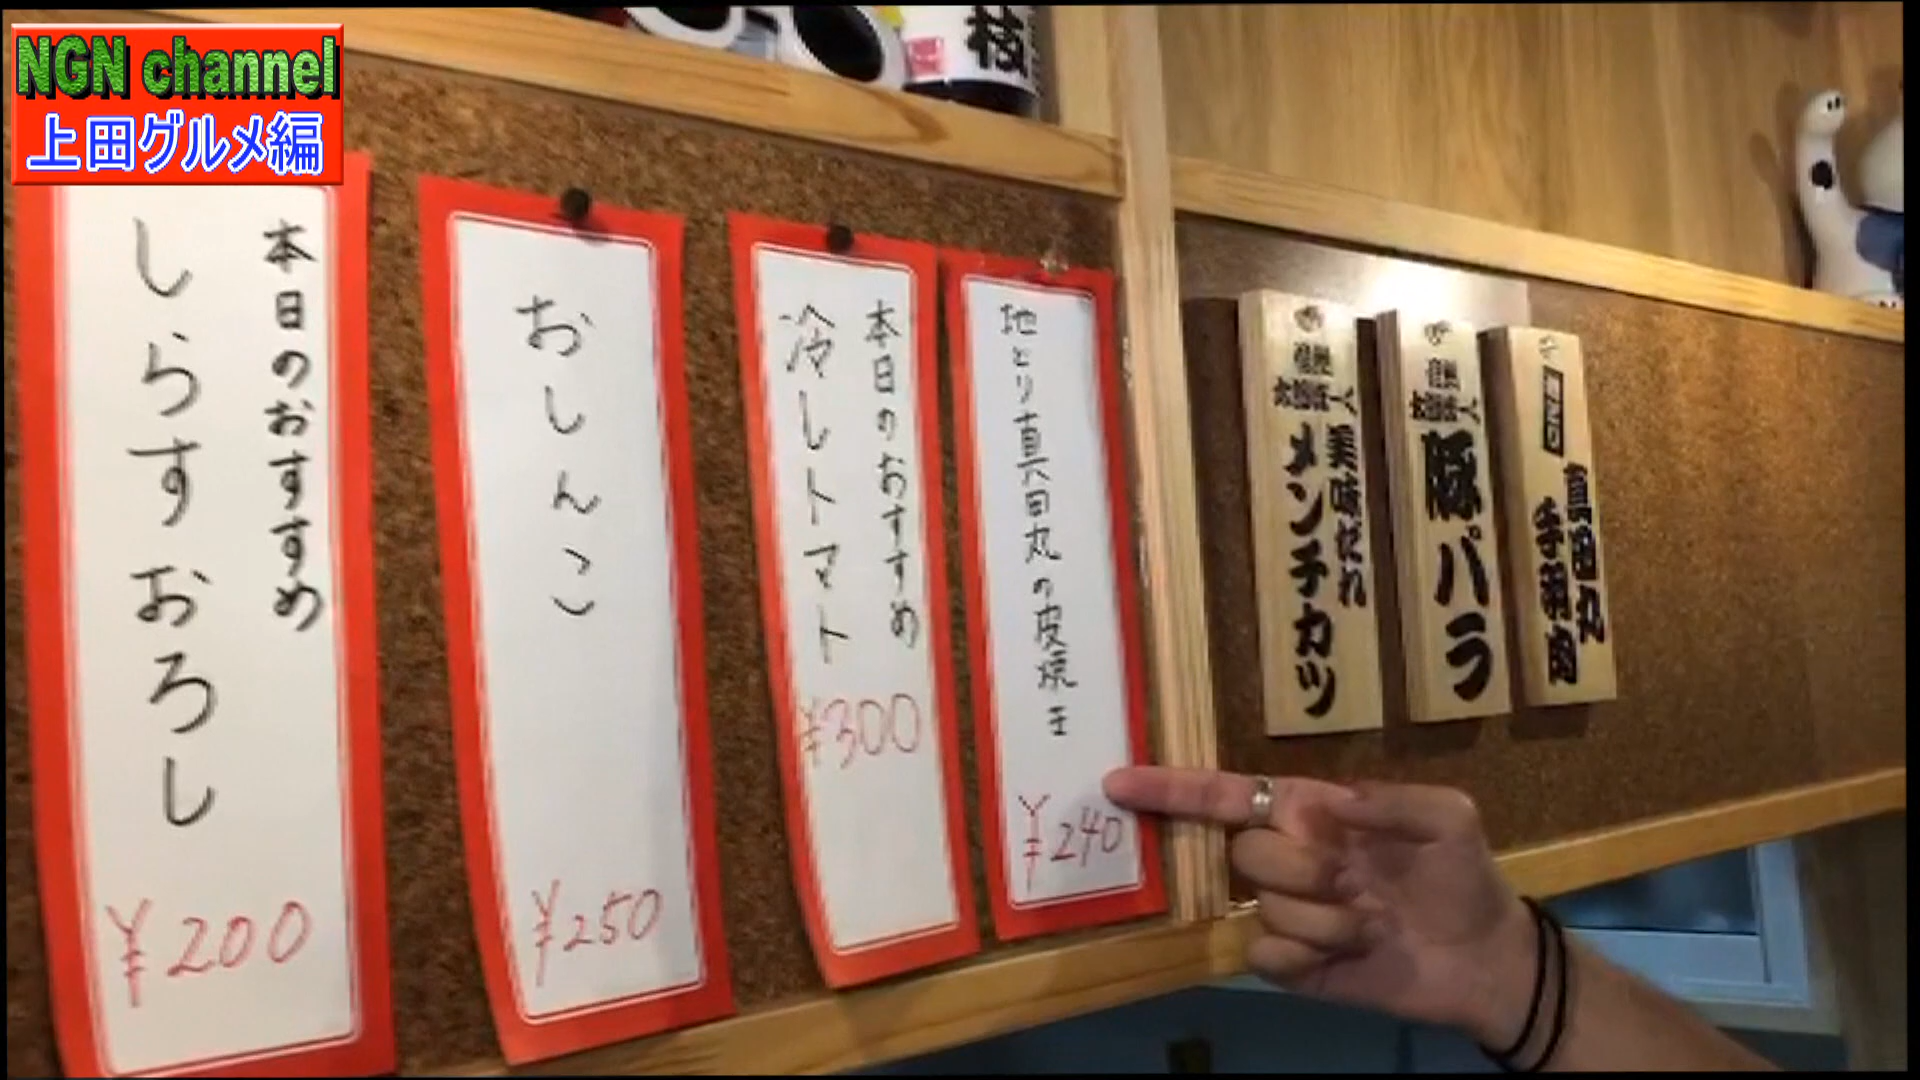 NGN channel
上田グルメ編
枝
本日のおすすめ
しらすおろし
¥200
おしんこ
¥250
本日のおすすめ
冷しトマト
¥300
地とり真田丸の皮焼き
¥240
美味だれ
メンチカツ
豚バラ
真田丸
手羽肉